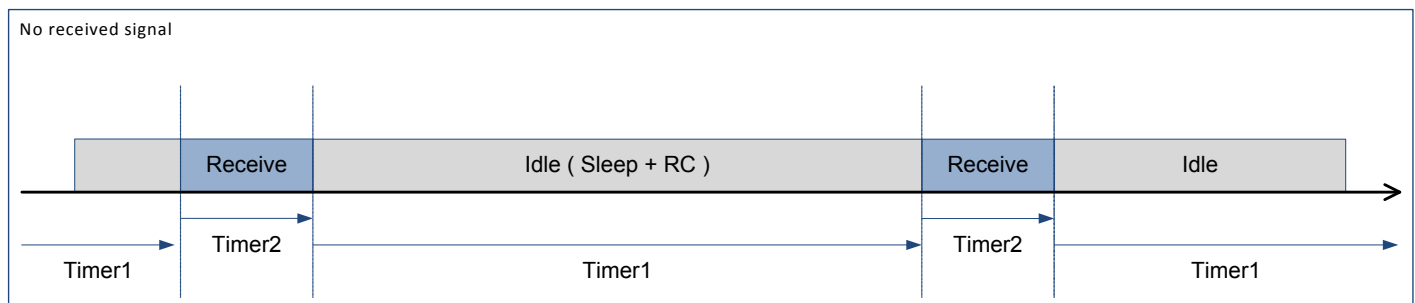 No received signal
Receive Idle ( Sleep + RC ) Receive Idle
Timer2 Timer2
Timer1 Timer1 Timer1